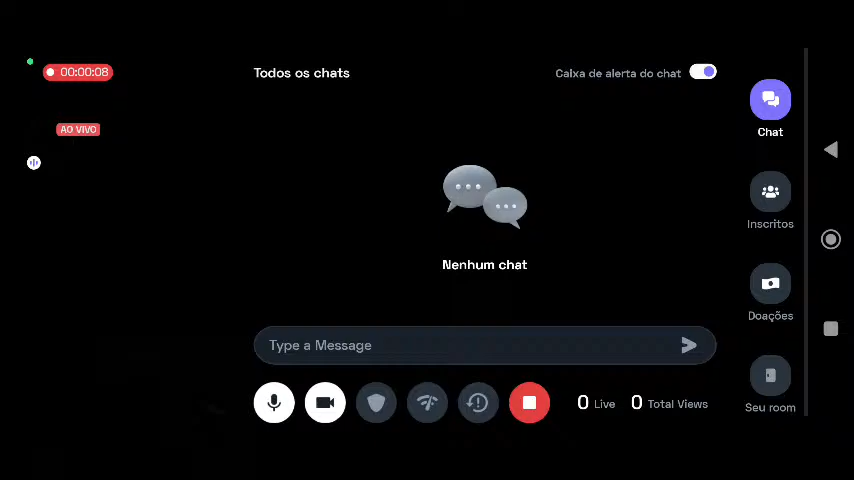 00:00:08
AO VIVO
Todos os chats
Caixa de alerta do chat
Nenhum chat
Type a Message
0 Live
0 Total Views
Chat
Inscritos
Doações
Seu room